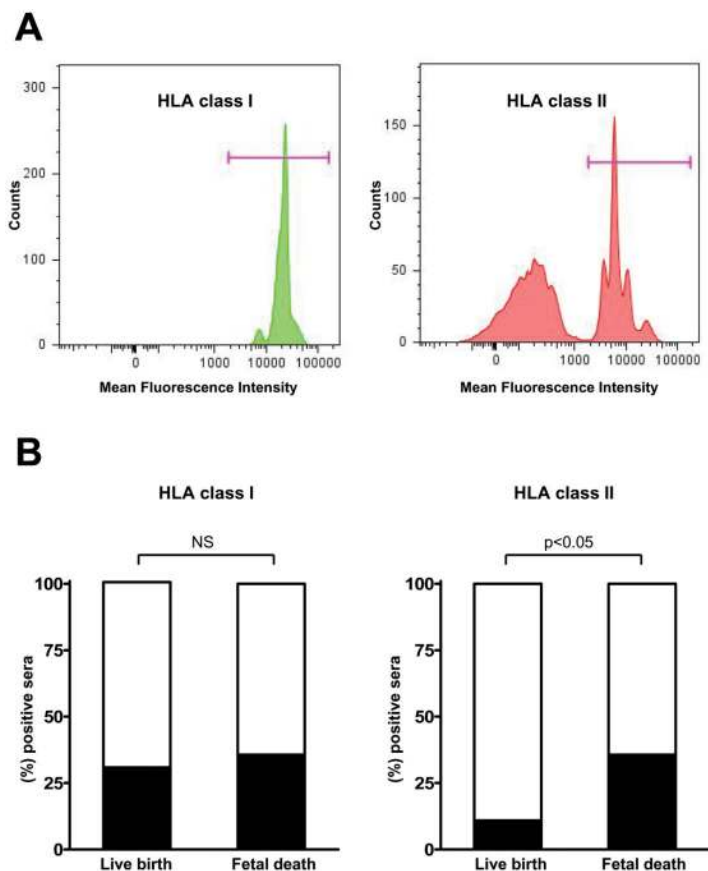 A
HLA class I
300
200
100
0
Counts
0 1000 10000 100000
Mean Fluorescence Intensity
HLA class II
150
100
50
0
Counts
0 1000 10000 100000
Mean Fluorescence Intensity
B
HLA class I
NS
100
75
50
25
0
(%) positive sera
Live birth Fetal death
HLA class II
p<0.05
100
75
50
25
0
(%) positive sera
Live birth Fetal death